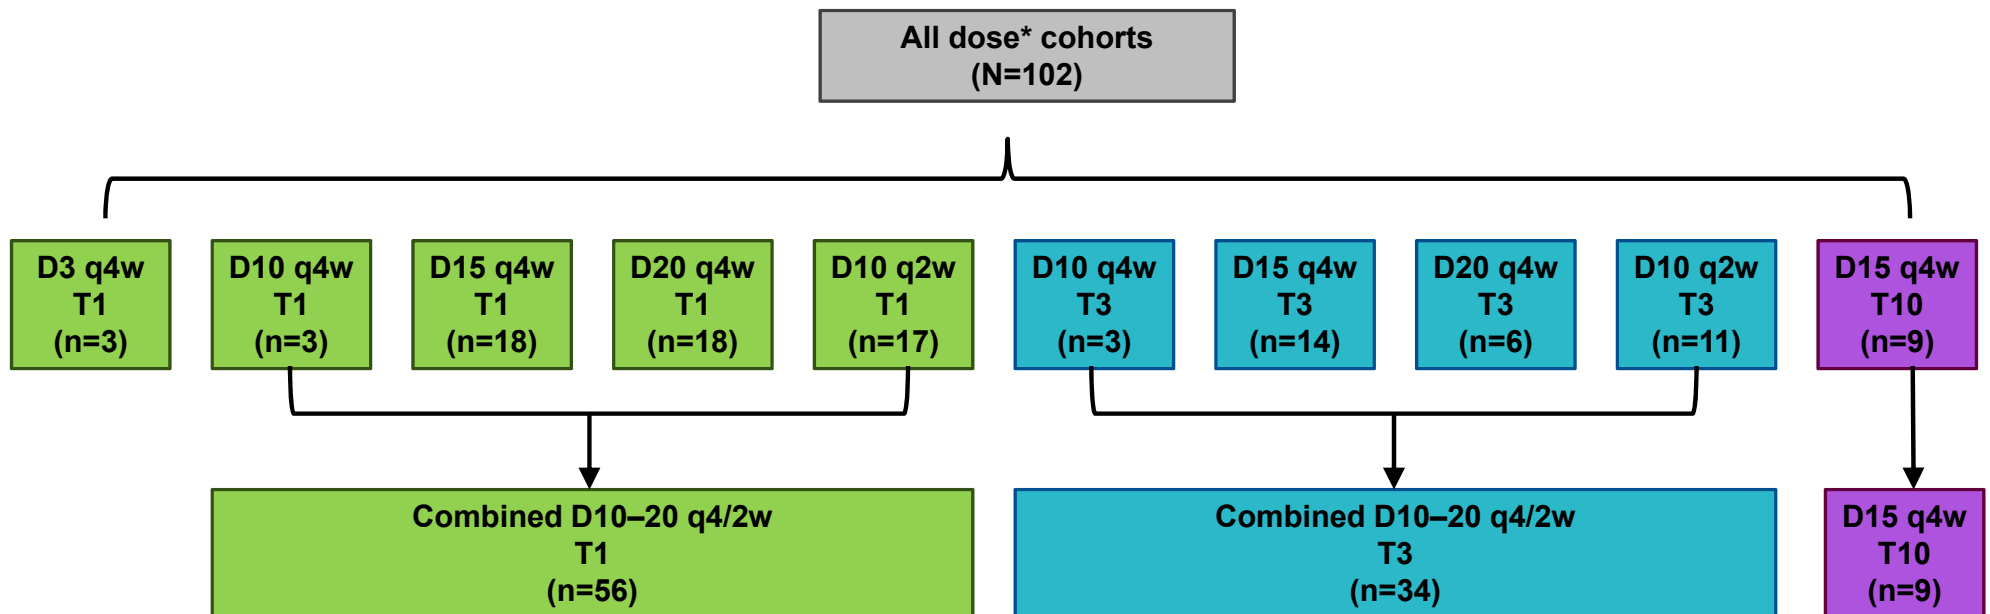 All dose* cohorts
(N=102)
D3 q4w
T1
(n=3)
D10 q4w
T1
(n=3)
D15 q4w
T1
(n=18)
D20 q4w
T1
(n=18)
D10 q2w
T1
(n=17)
D10 q4w
T3
(n=3)
D15 q4w
T3
(n=14)
D20 q4w
T3
(n=6)
D10 q2w
T3
(n=11)
D15 q4w
T10
(n=9)
Combined D10–20 q4/2w
T1
(n=56)
Combined D10–20 q4/2w
T3
(n=34)
D15 q4w
T10
(n=9)